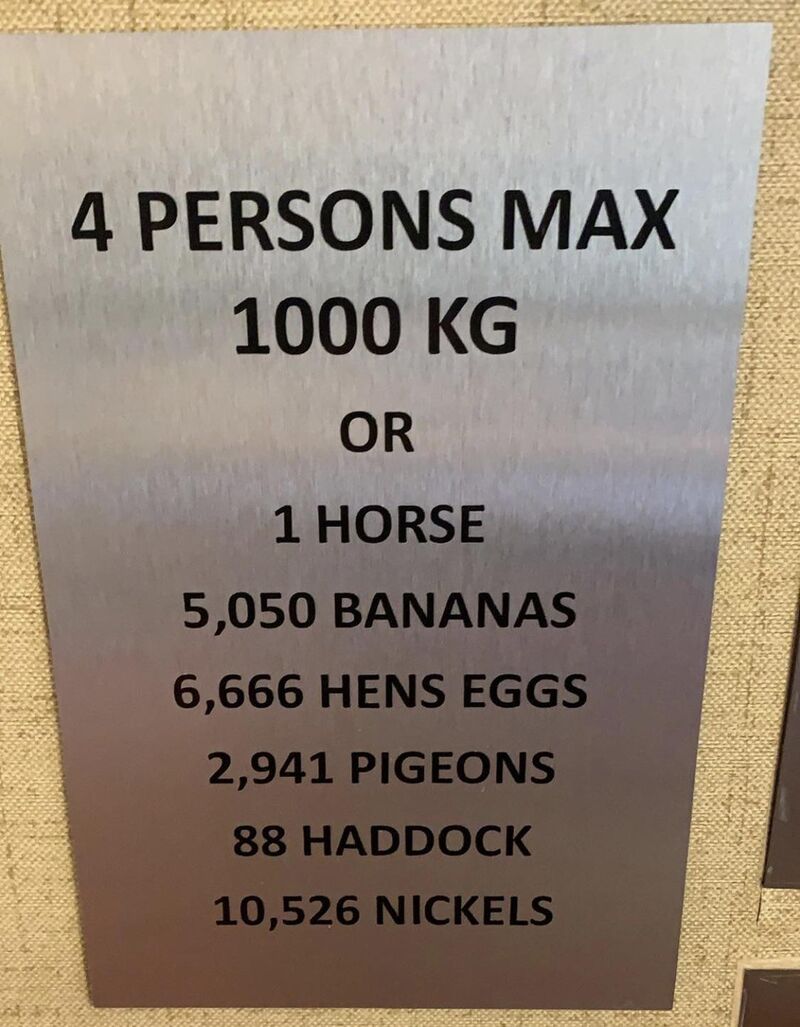 4 PERSONS MAX
1000 KG
OR
1 HORSE
5,050 BANANAS
6,666 HENS EGGS
2,941 PIGEONS
88 HADDOCK
10,526 NICKELS